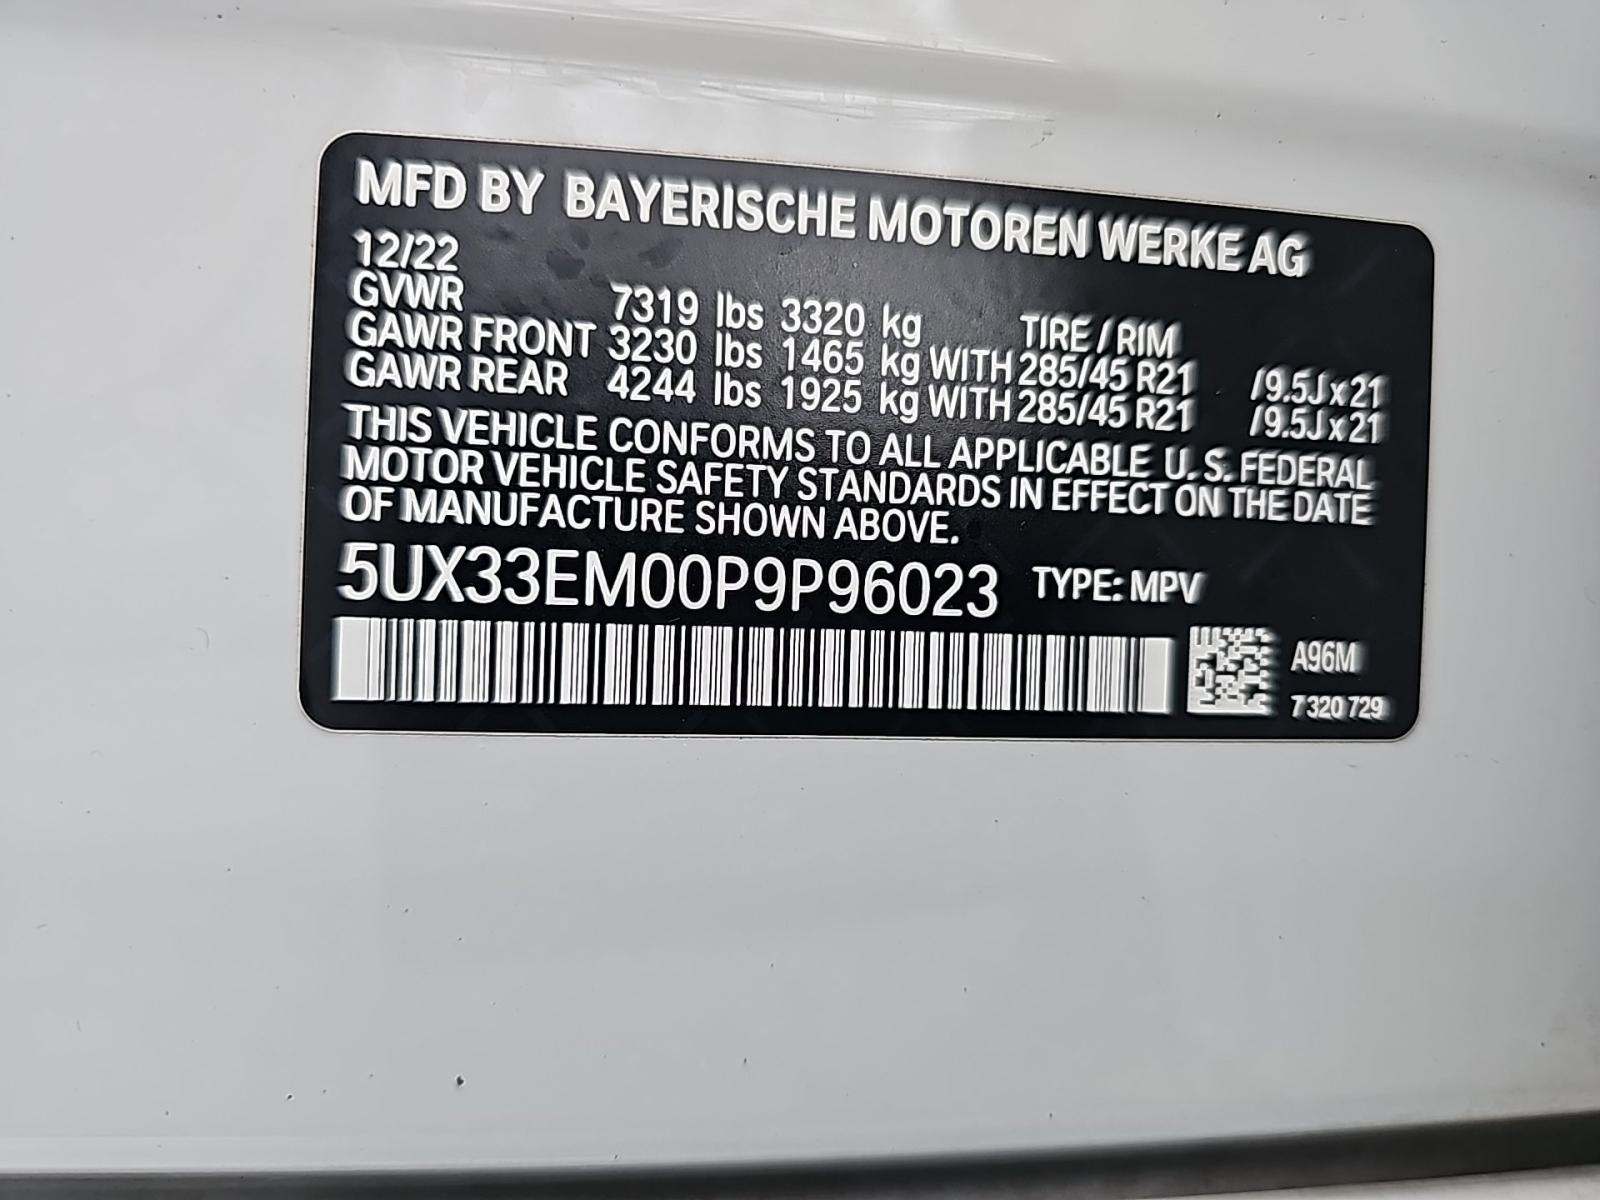 MFD BY BAYERISCHE MOTOREN WERKE AG
12/22
GVWR 7319 lbs 3320 kg TIRE / RIM
GAWR FRONT 3230 lbs 1465 kg WITH 285/45 R21 /9.5J x 21
GAWR REAR 4244 lbs 1925 kg WITH 285/45 R21 /9.5J x 21
THIS VEHICLE CONFORMS TO ALL APPLICABLE U. S. FEDERAL
MOTOR VEHICLE SAFETY STANDARDS IN EFFECT ON THE DATE
OF MANUFACTURE SHOWN ABOVE.
5UX33EM00P9P96023 TYPE: MPV
A96M
7 320 729